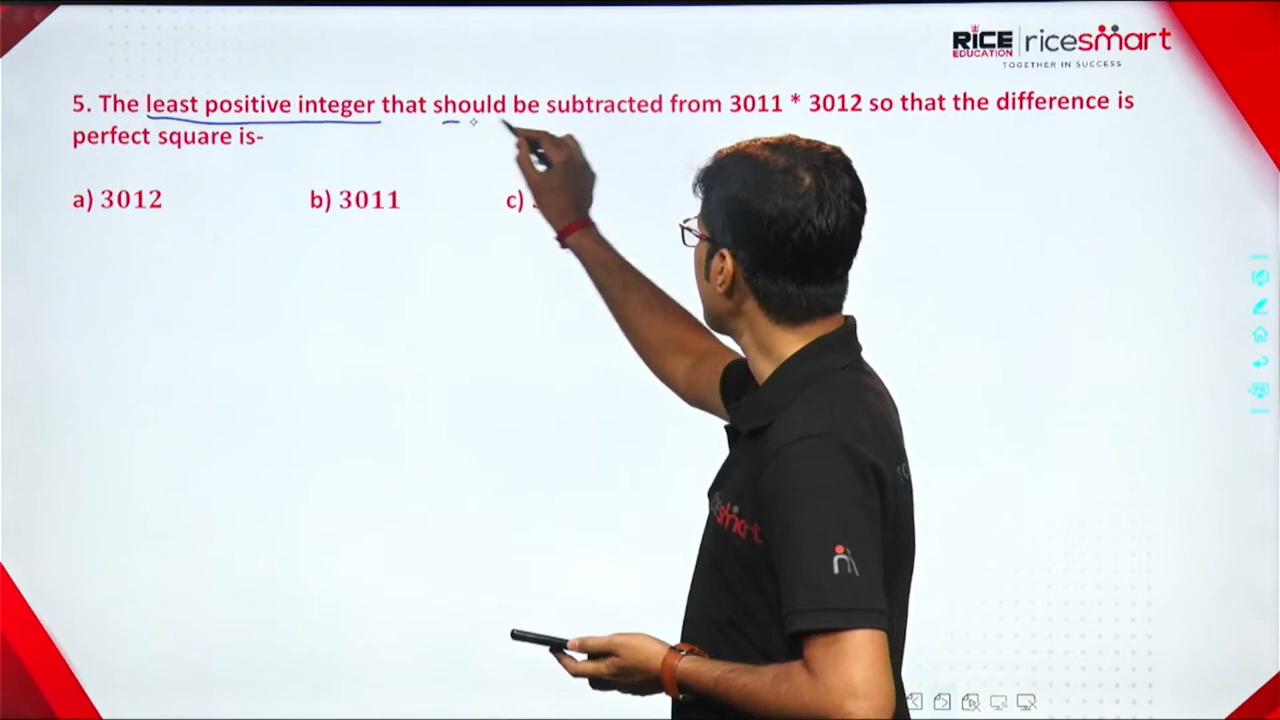 RICE
EDUCATION
ricesmart
TOGETHER IN SUCCESS
5. The least positive integer that should be subtracted from 3011 * 3012 so that the difference is
perfect square is-
a) 3012 b) 3011 c)
smart